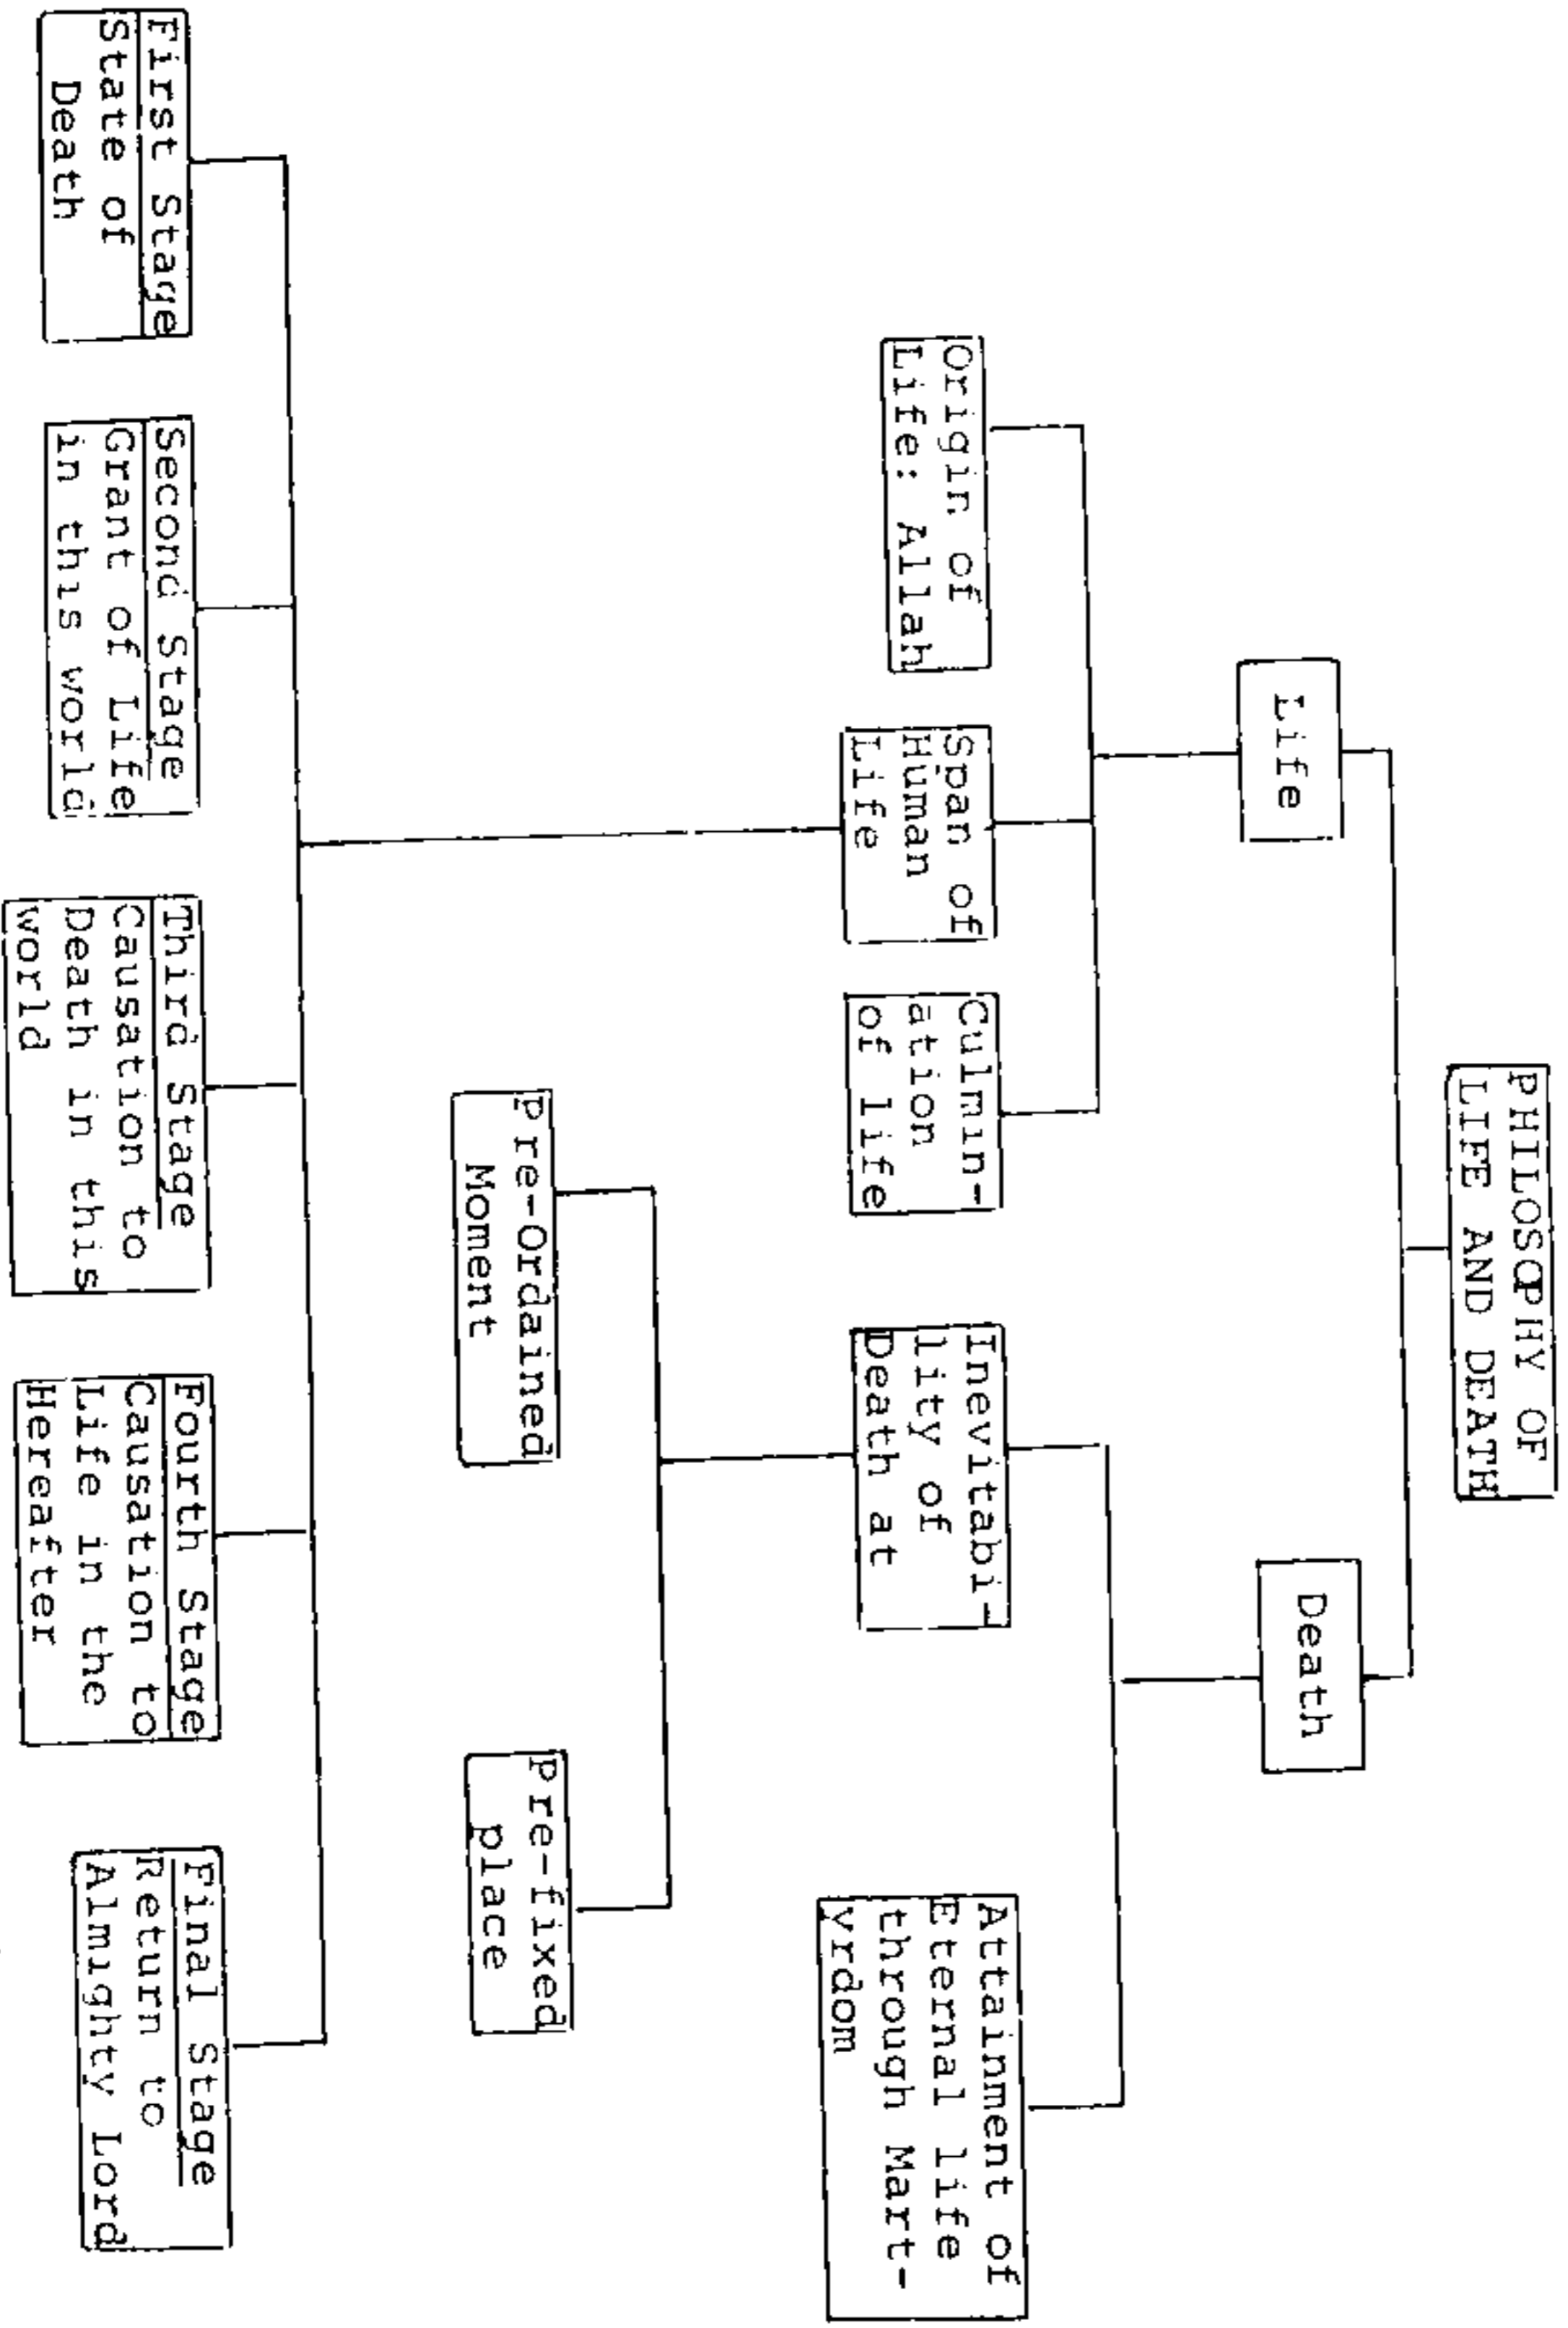 PHILOSOPHY OF
LIFE AND DEATH
Life
Death
Origin of
Life: Allah
Span of
Human
Life
Culmin-
ation
of life
Inevitabi-
lity of
Death at
Attainment of
Eternal life
through Mart-
yrdom
Pre-Ordained
Moment
Pre-fixed
place
First Stage
State of
Death
Second Stage
Grant of Life
in this world
Third Stage
Causation to
Death in this
world
Fourth Stage
Causation to
Life in the
Hereafter
Final Stage
Return to
Almighty Lord